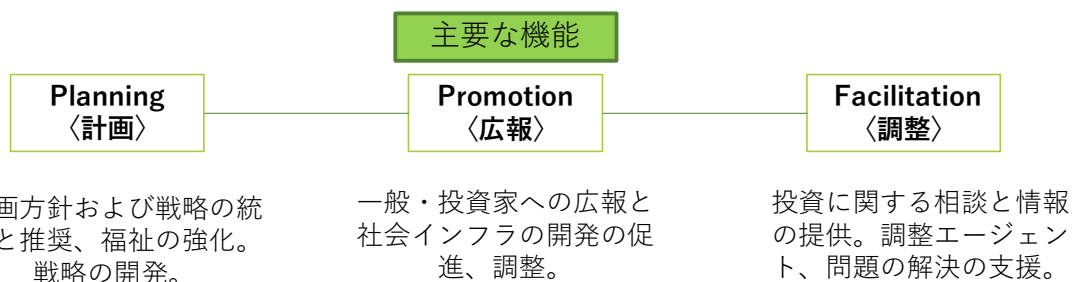 主要な機能
Planning
〈計画〉
Promotion
〈広報〉
Facilitation
〈調整〉
画方針および戦略の統
と推奨、福祉の強化。
戦略の開発。
一般・投資家への広報と
社会インフラの開発の促
進、調整。
投資に関する相談と情報
の提供。調整エージェン
ト、問題の解決の支援。